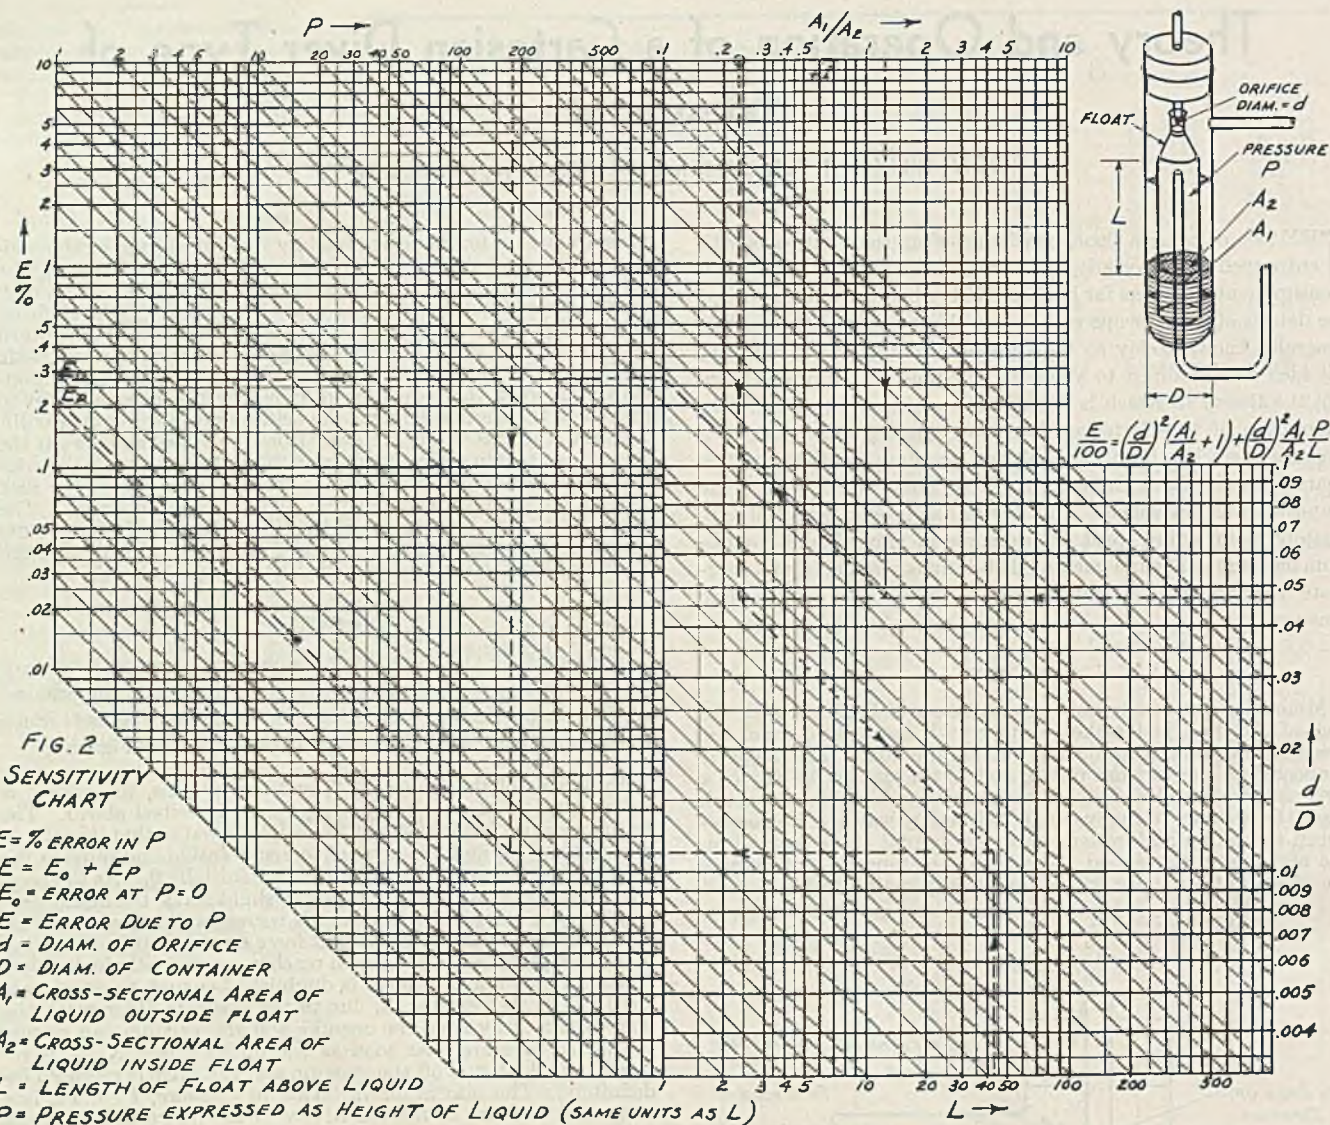 P → A₁/A₂ →
.1 .2 .3 .4 .5 1 2 3 4 5 10
1 2 3 4 5 10 20 30 40 50 100 200 500
10
5
4
3
2
1
.5
.4
.3
.2
.1
.05
.04
.03
.02
.01
↑
E
%
E₀
Eₚ
ORIFICE
DIAM. = d
FLOAT
PRESSURE
P
A₂
A₁
L
← D →
E/100 = (d/D)² (A₁/A₂ + 1) + (d/D)² A₁/A₂ P/L
.1
.09
.08
.07
.06
.05
.04
.03
.02
.01
.009
.008
.007
.006
.005
.004
↑
d/D
.1 .2 .3 .4 .5 1 2 3 4 5 10 20 30 40 50 100 200 500
L →
FIG. 2
SENSITIVITY
CHART
E = % ERROR IN P
E = E₀ + Eₚ
E₀ = ERROR AT P = 0
E = ERROR DUE TO P
d = DIAM. OF ORIFICE
D = DIAM. OF CONTAINER
A₁ = CROSS-SECTIONAL AREA OF
LIQUID OUTSIDE FLOAT
A₂ = CROSS-SECTIONAL AREA OF
LIQUID INSIDE FLOAT
L = LENGTH OF FLOAT ABOVE LIQUID
P = PRESSURE EXPRESSED AS HEIGHT OF LIQUID (SAME UNITS AS L)